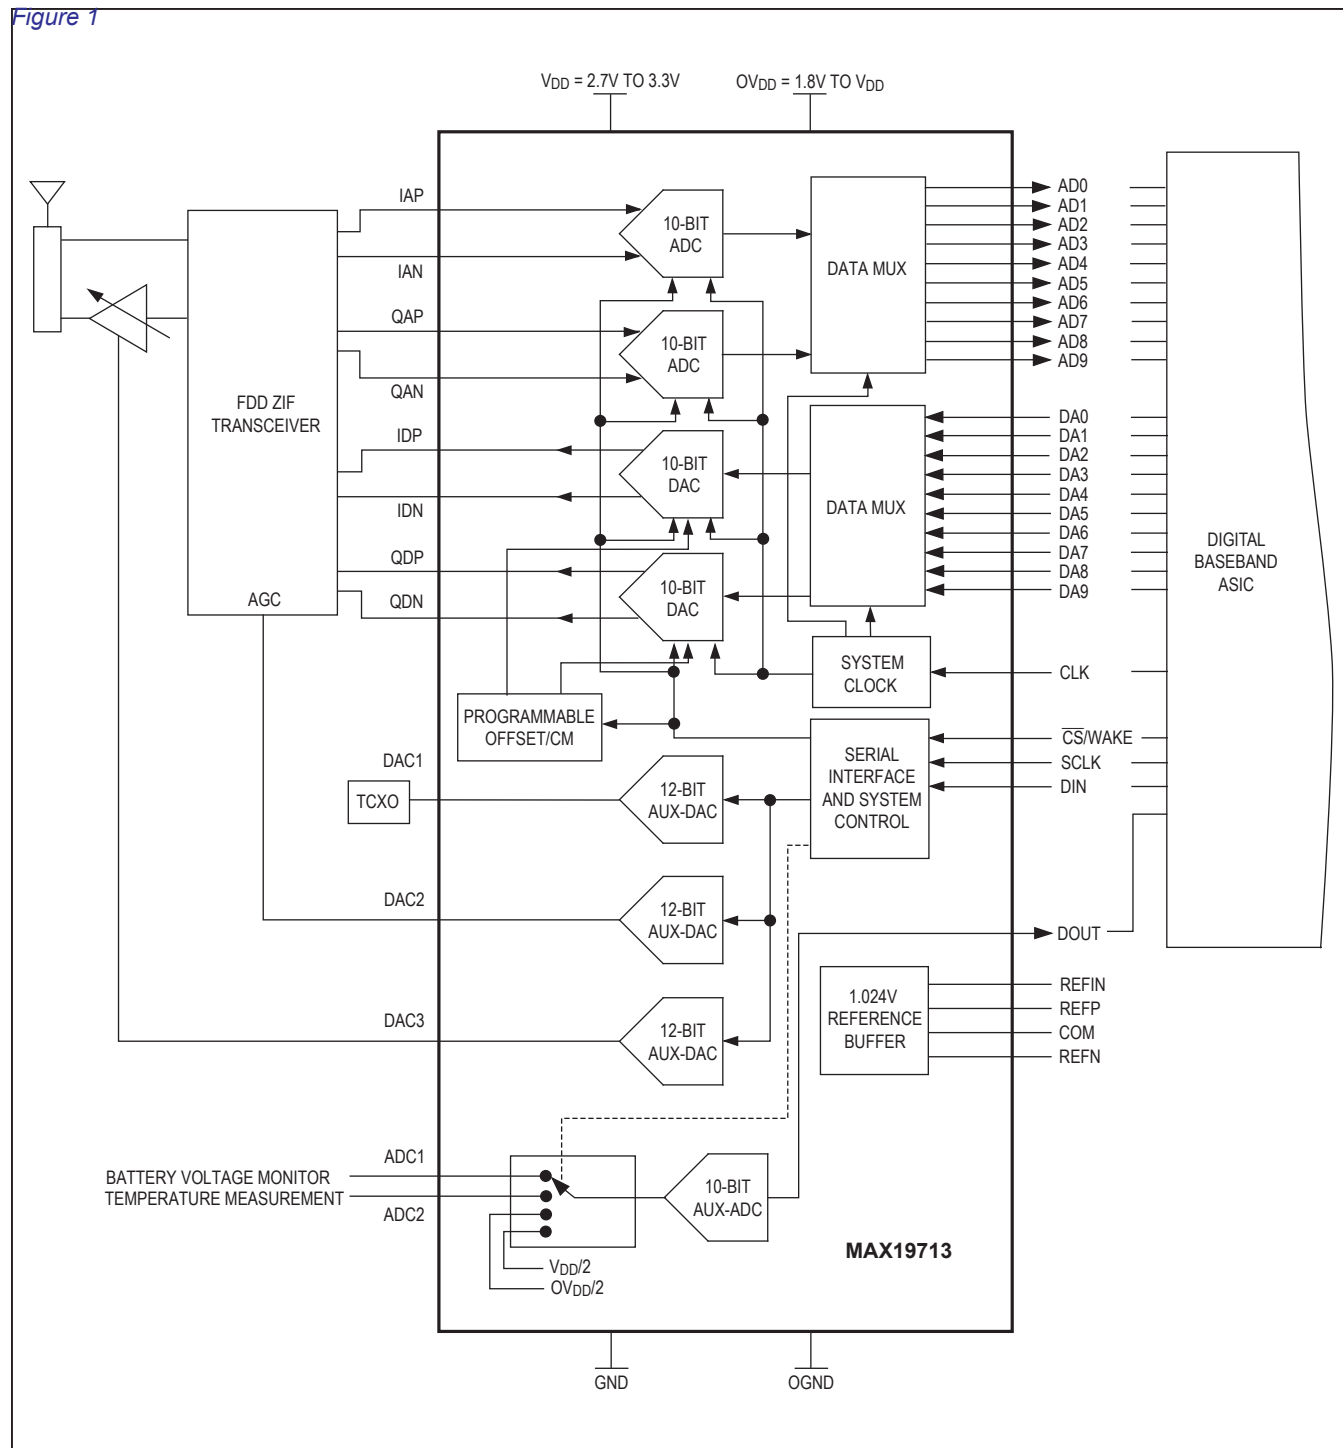 Figure 1
VDD = 2.7V TO 3.3V
OVDD = 1.8V TO VDD
IAP
IAN
QAP
QAN
IDP
IDN
QDP
QDN
FDD ZIF
TRANSCEIVER
AGC
10-BIT
ADC
10-BIT
ADC
10-BIT
DAC
10-BIT
DAC
DATA MUX
DATA MUX
AD0
AD1
AD2
AD3
AD4
AD5
AD6
AD7
AD8
AD9
DA0
DA1
DA2
DA3
DA4
DA5
DA6
DA7
DA8
DA9
DIGITAL
BASEBAND
ASIC
SYSTEM
CLOCK
CLK
PROGRAMMABLE
OFFSET/CM
SERIAL
INTERFACE
AND SYSTEM
CONTROL
C̅S̅/WAKE
SCLK
DIN
DAC1
TCXO
12-BIT
AUX-DAC
DAC2
12-BIT
AUX-DAC
DOUT
DAC3
12-BIT
AUX-DAC
1.024V
REFERENCE
BUFFER
REFIN
REFP
COM
REFN
ADC1
BATTERY VOLTAGE MONITOR
TEMPERATURE MEASUREMENT
ADC2
10-BIT
AUX-ADC
VDD/2
OVDD/2
MAX19713
GND
OGND